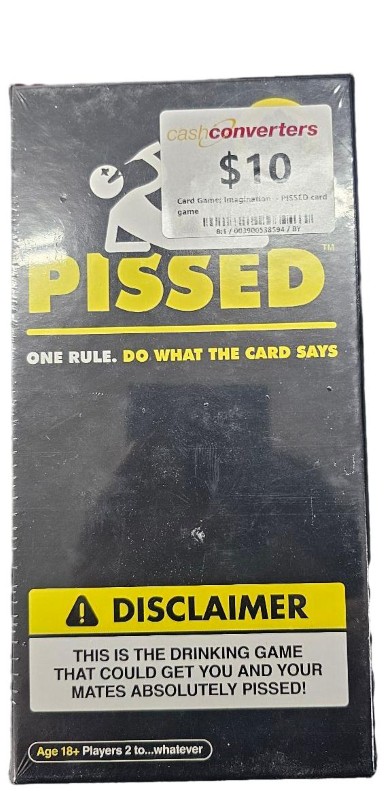 cashconverters
$10
Card Games Imagination - PISSED card
game
PISSED™
ONE RULE. DO WHAT THE CARD SAYS
DISCLAIMER
THIS IS THE DRINKING GAME
THAT COULD GET YOU AND YOUR
MATES ABSOLUTELY PISSED!
Age 18+ Players 2 to...whatever